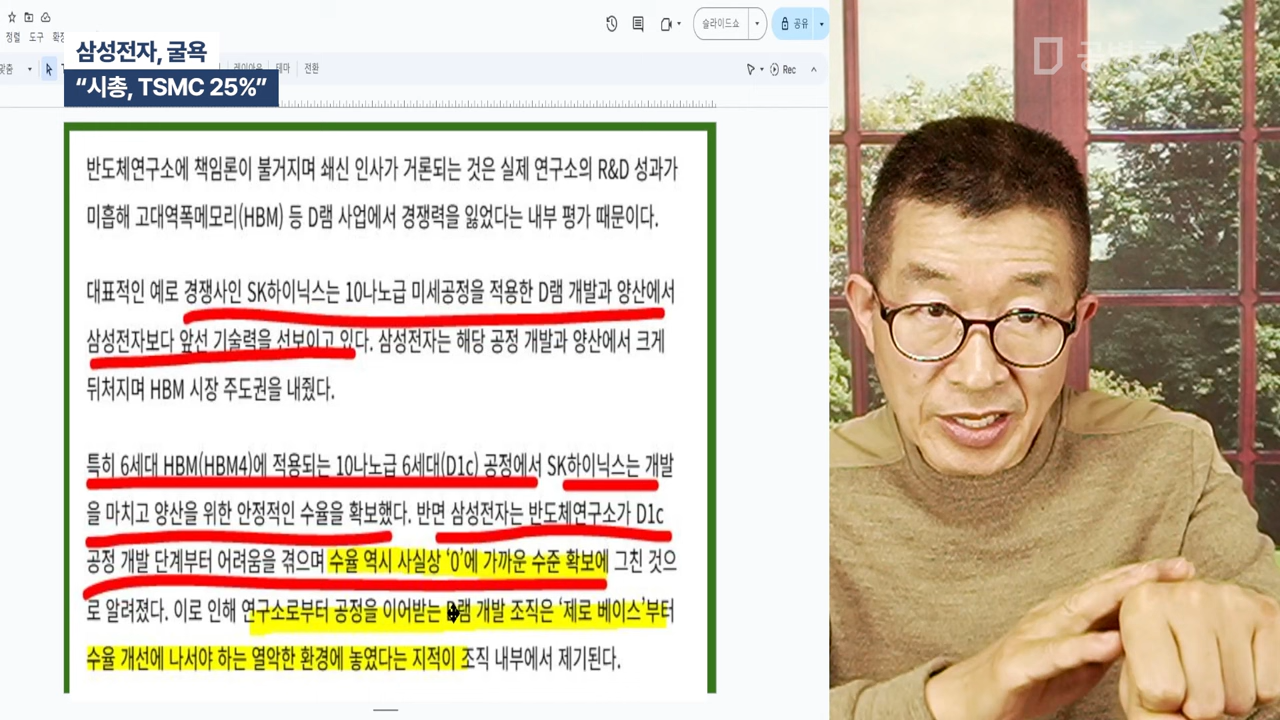 정렬 도구
슬라이드쇼
공유
삼성전자, 굴욕
“시총, TSMC 25%”
맞춤
레이아웃 테마 전환
Rec
반도체연구소에 책임론이 불거지며 쇄신 인사가 거론되는 것은 실제 연구소의 R&D 성과가
미흡해 고대역폭메모리(HBM) 등 D램 사업에서 경쟁력을 잃었다는 내부 평가 때문이다.
대표적인 예로 경쟁사인 SK하이닉스는 10나노급 미세공정을 적용한 D램 개발과 양산에서
삼성전자보다 앞선 기술력을 선보이고 있다. 삼성전자는 해당 공정 개발과 양산에서 크게
뒤처지며 HBM 시장 주도권을 내줬다.
특히 6세대 HBM(HBM4)에 적용되는 10나노급 6세대(D1c) 공정에서 SK하이닉스는 개발
을 마치고 양산을 위한 안정적인 수율을 확보했다. 반면 삼성전자는 반도체연구소가 D1c
공정 개발 단계부터 어려움을 겪으며 수율 역시 사실상 ‘0’에 가까운 수준 확보에 그친 것으
로 알려졌다. 이로 인해 연구소로부터 공정을 이어받는 D램 개발 조직은 ‘제로 베이스’부터
수율 개선에 나서야 하는 열악한 환경에 놓였다는 지적이 조직 내부에서 제기된다.